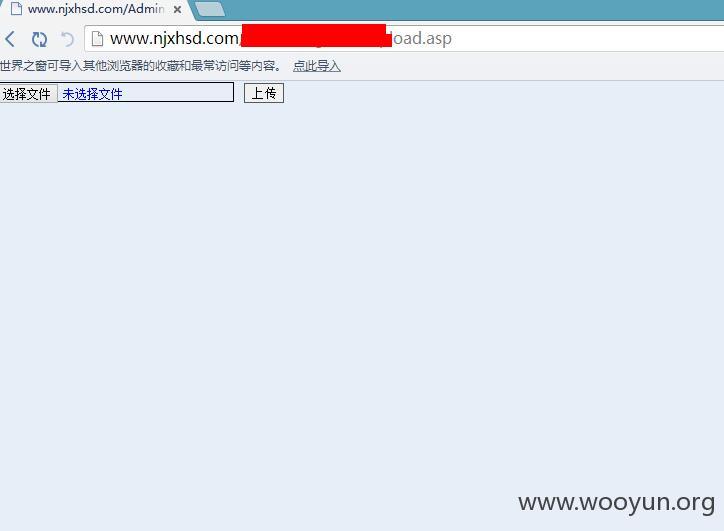 www.njxhsd.com/Admin
www.njxhsd.com/ load.asp
世界之窗可导入其他浏览器的收藏和最常访问等内容。 点此导入
选择文件 未选择文件 上传
www.wooyun.org